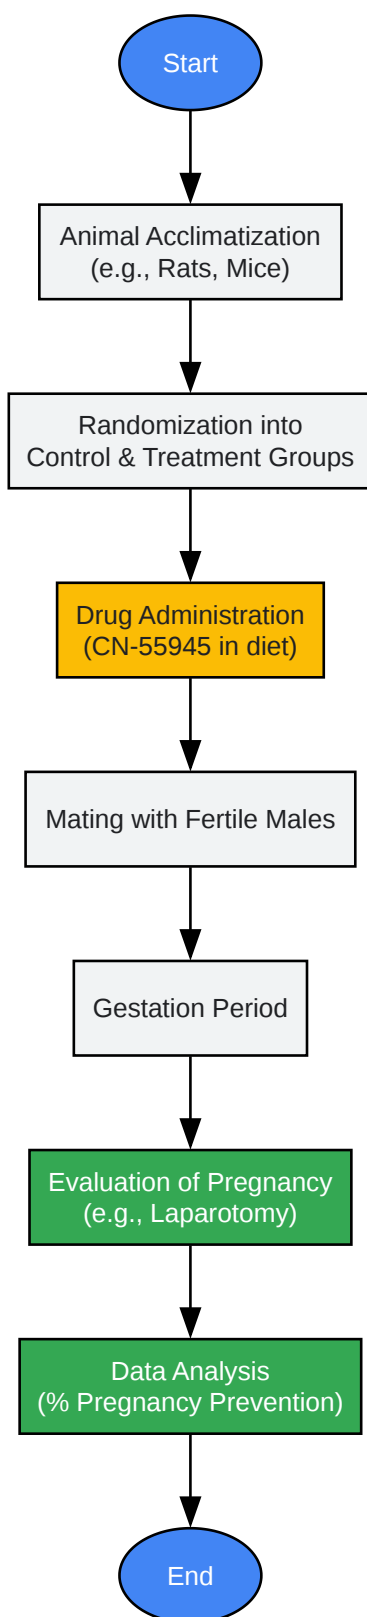 Start
Animal Acclimatization
(e.g., Rats, Mice)
Randomization into
Control & Treatment Groups
Drug Administration
(CN-55945 in diet)
Mating with Fertile Males
Gestation Period
Evaluation of Pregnancy
(e.g., Laparotomy)
Data Analysis
(% Pregnancy Prevention)
End